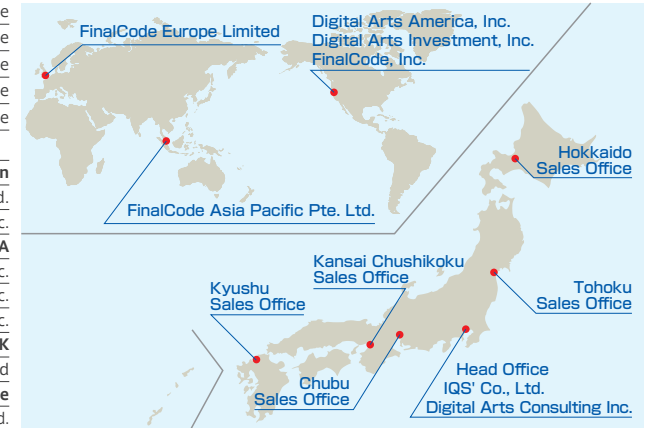 e
e
e
e
e
n
d.
c.
A
c.
c.
c.
K
d
e
d.
FinalCode Europe Limited
Digital Arts America, Inc.
Digital Arts Investment, Inc.
FinalCode, Inc.
FinalCode Asia Pacific Pte. Ltd.
Hokkaido
Sales Office
Kansai Chushikoku
Sales Office
Kyushu
Sales Office
Tohoku
Sales Office
Chubu
Sales Office
Head Office
IQS' Co., Ltd.
Digital Arts Consulting Inc.